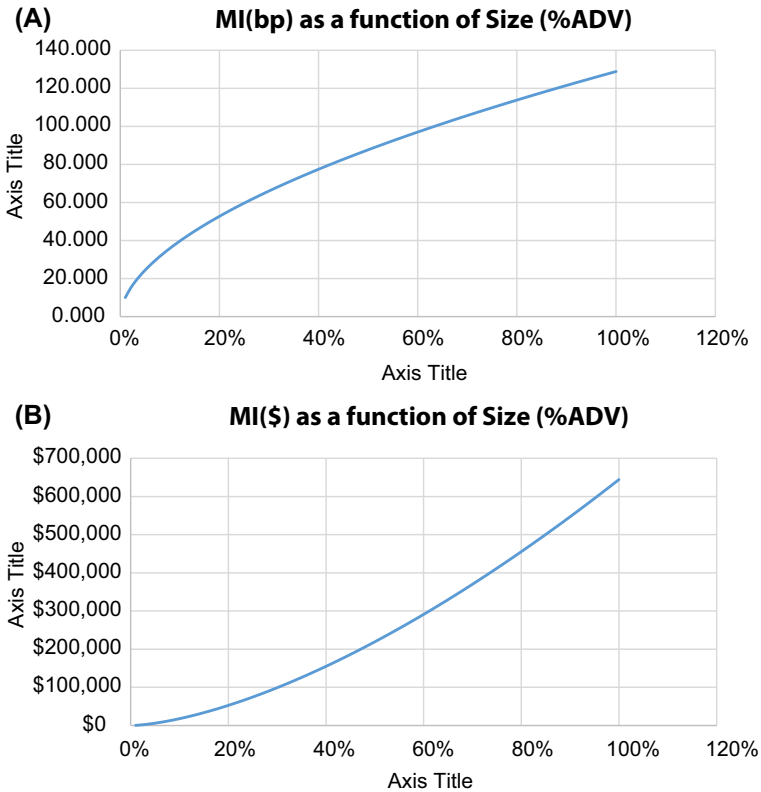 (A)
MI(bp) as a function of Size (%ADV)
140.000
120.000
100.000
80.000
60.000
40.000
20.000
0.000
Axis Title
0% 20% 40% 60% 80% 100% 120%
Axis Title
(B)
MI($) as a function of Size (%ADV)
$700,000
$600,000
$500,000
$400,000
$300,000
$200,000
$100,000
$0
Axis Title
0% 20% 40% 60% 80% 100% 120%
Axis Title